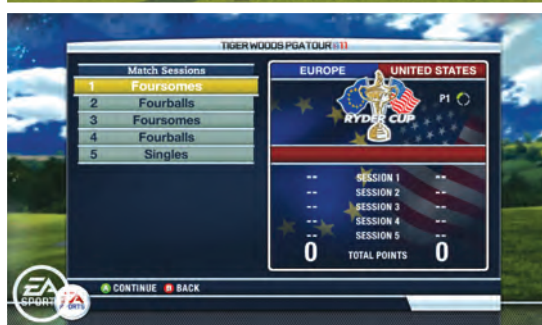 TIGER WOODS PGA TOUR 11
Match Sessions
1 Foursomes
2 Fourballs
3 Foursomes
4 Fourballs
5 Singles
EUROPE UNITED STATES
P1
RYDER CUP
-- SESSION 1 --
-- SESSION 2 --
-- SESSION 3 --
-- SESSION 4 --
-- SESSION 5 --
0 TOTAL POINTS 0
A CONTINUE B BACK
EA
SPORTS
EA
SPORTS